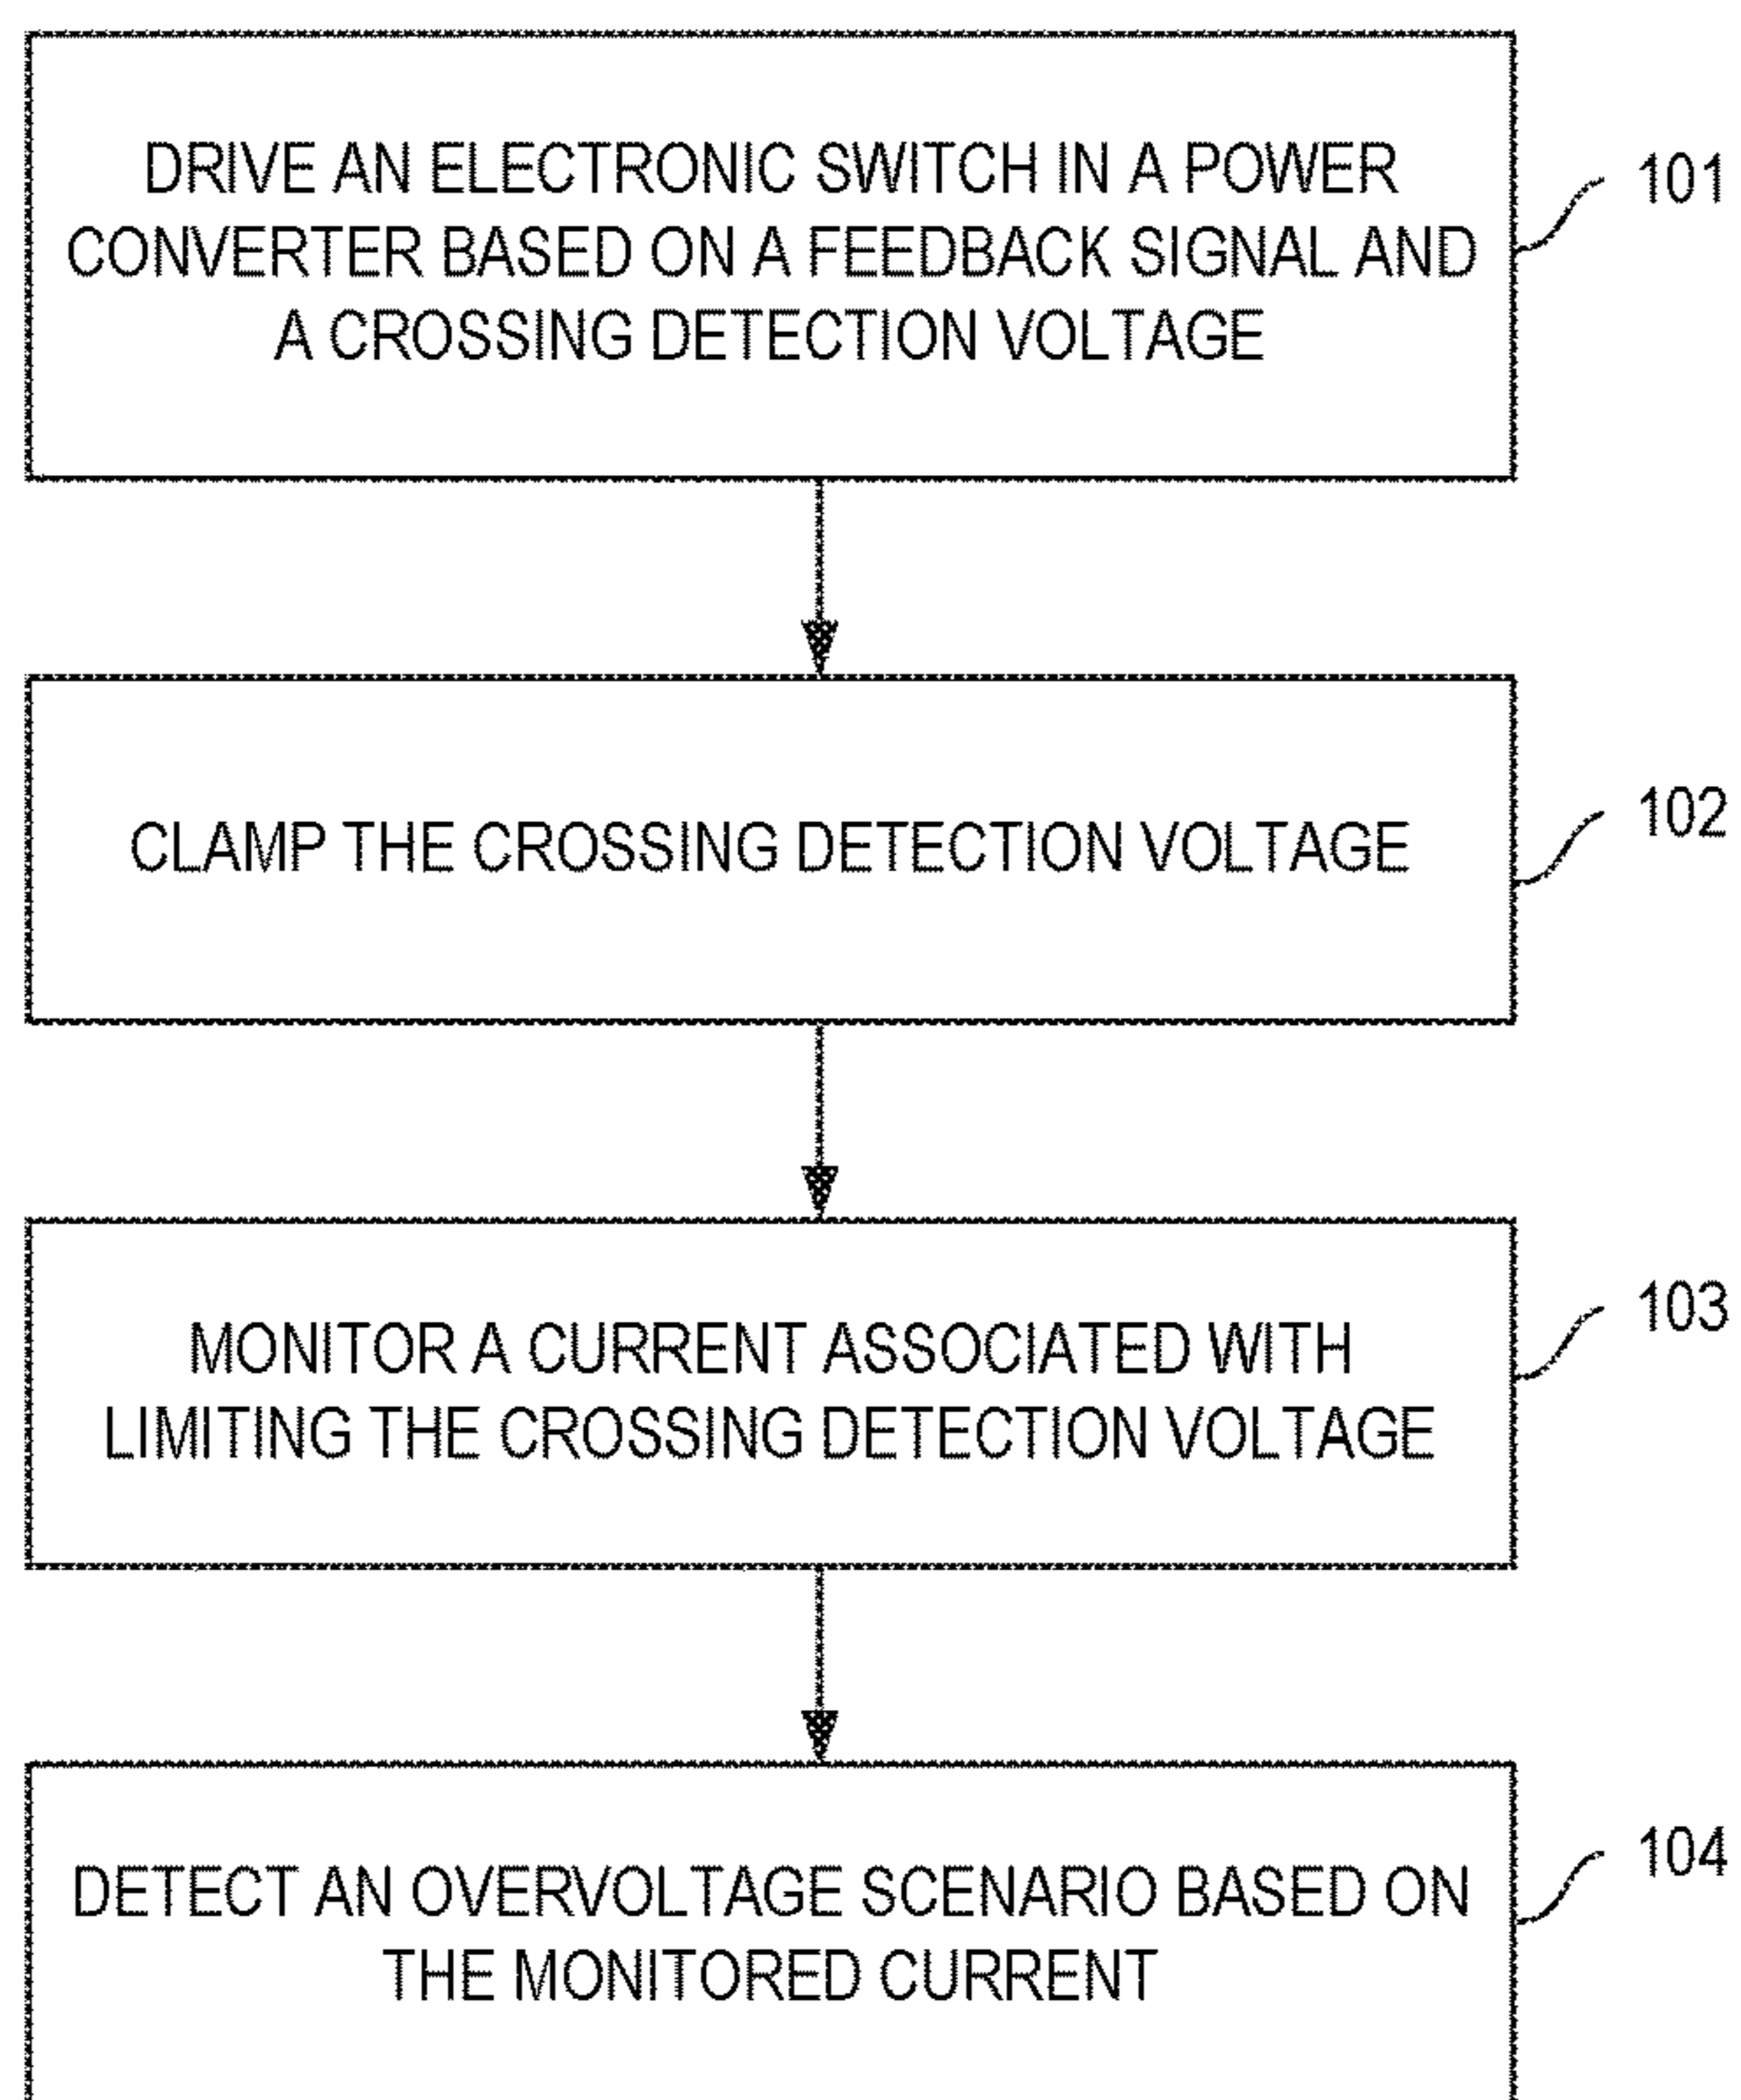 DRIVE AN ELECTRONIC SWITCH IN A POWER
CONVERTER BASED ON A FEEDBACK SIGNAL AND
A CROSSING DETECTION VOLTAGE
101
CLAMP THE CROSSING DETECTION VOLTAGE
102
MONITOR A CURRENT ASSOCIATED WITH
LIMITING THE CROSSING DETECTION VOLTAGE
103
DETECT AN OVERVOLTAGE SCENARIO BASED ON
THE MONITORED CURRENT
104